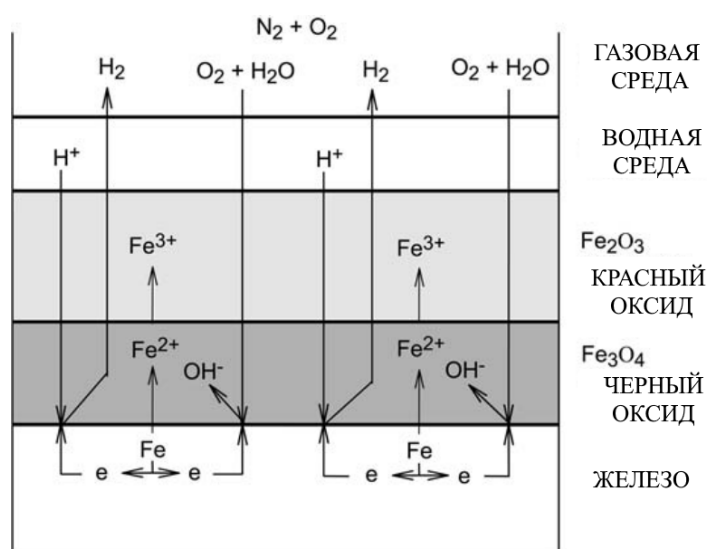 N₂ + O₂
H₂ O₂ + H₂O H₂ O₂ + H₂O
ГАЗОВАЯ
СРЕДА
H⁺ H⁺
ВОДНАЯ
СРЕДА
Fe³⁺ Fe³⁺
Fe₂O₃
КРАСНЫЙ
ОКСИД
Fe²⁺ OH⁻ Fe²⁺ OH⁻
Fe₃O₄
ЧЕРНЫЙ
ОКСИД
Fe Fe
e e e e
ЖЕЛЕЗО